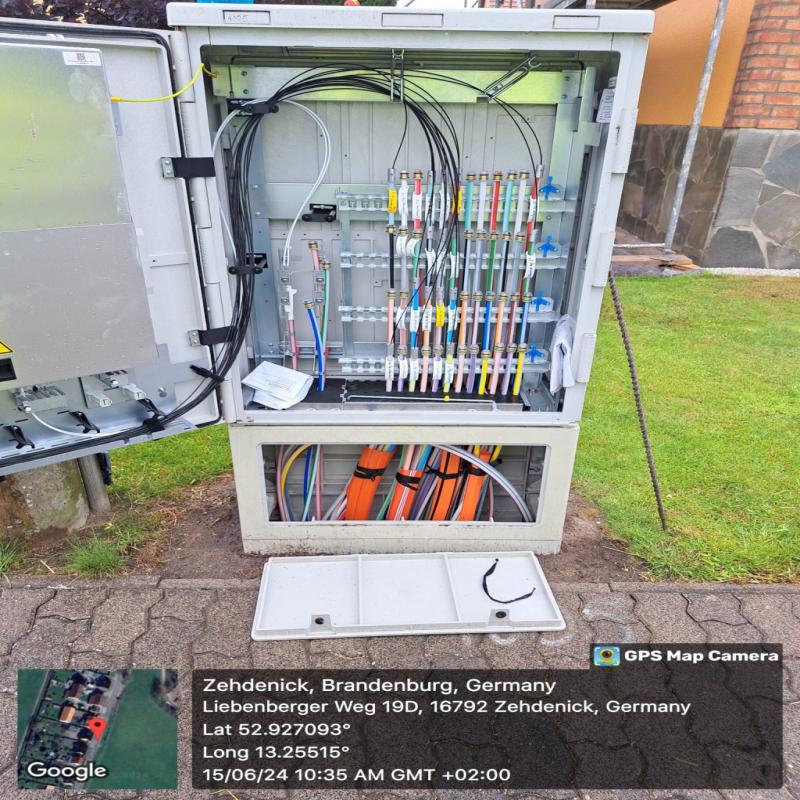 GPS Map Camera
Zehdenick, Brandenburg, Germany
Liebenberger Weg 19D, 16792 Zehdenick, Germany
Lat 52.927093°
Long 13.25515°
15/06/24 10:35 AM GMT +02:00
Google